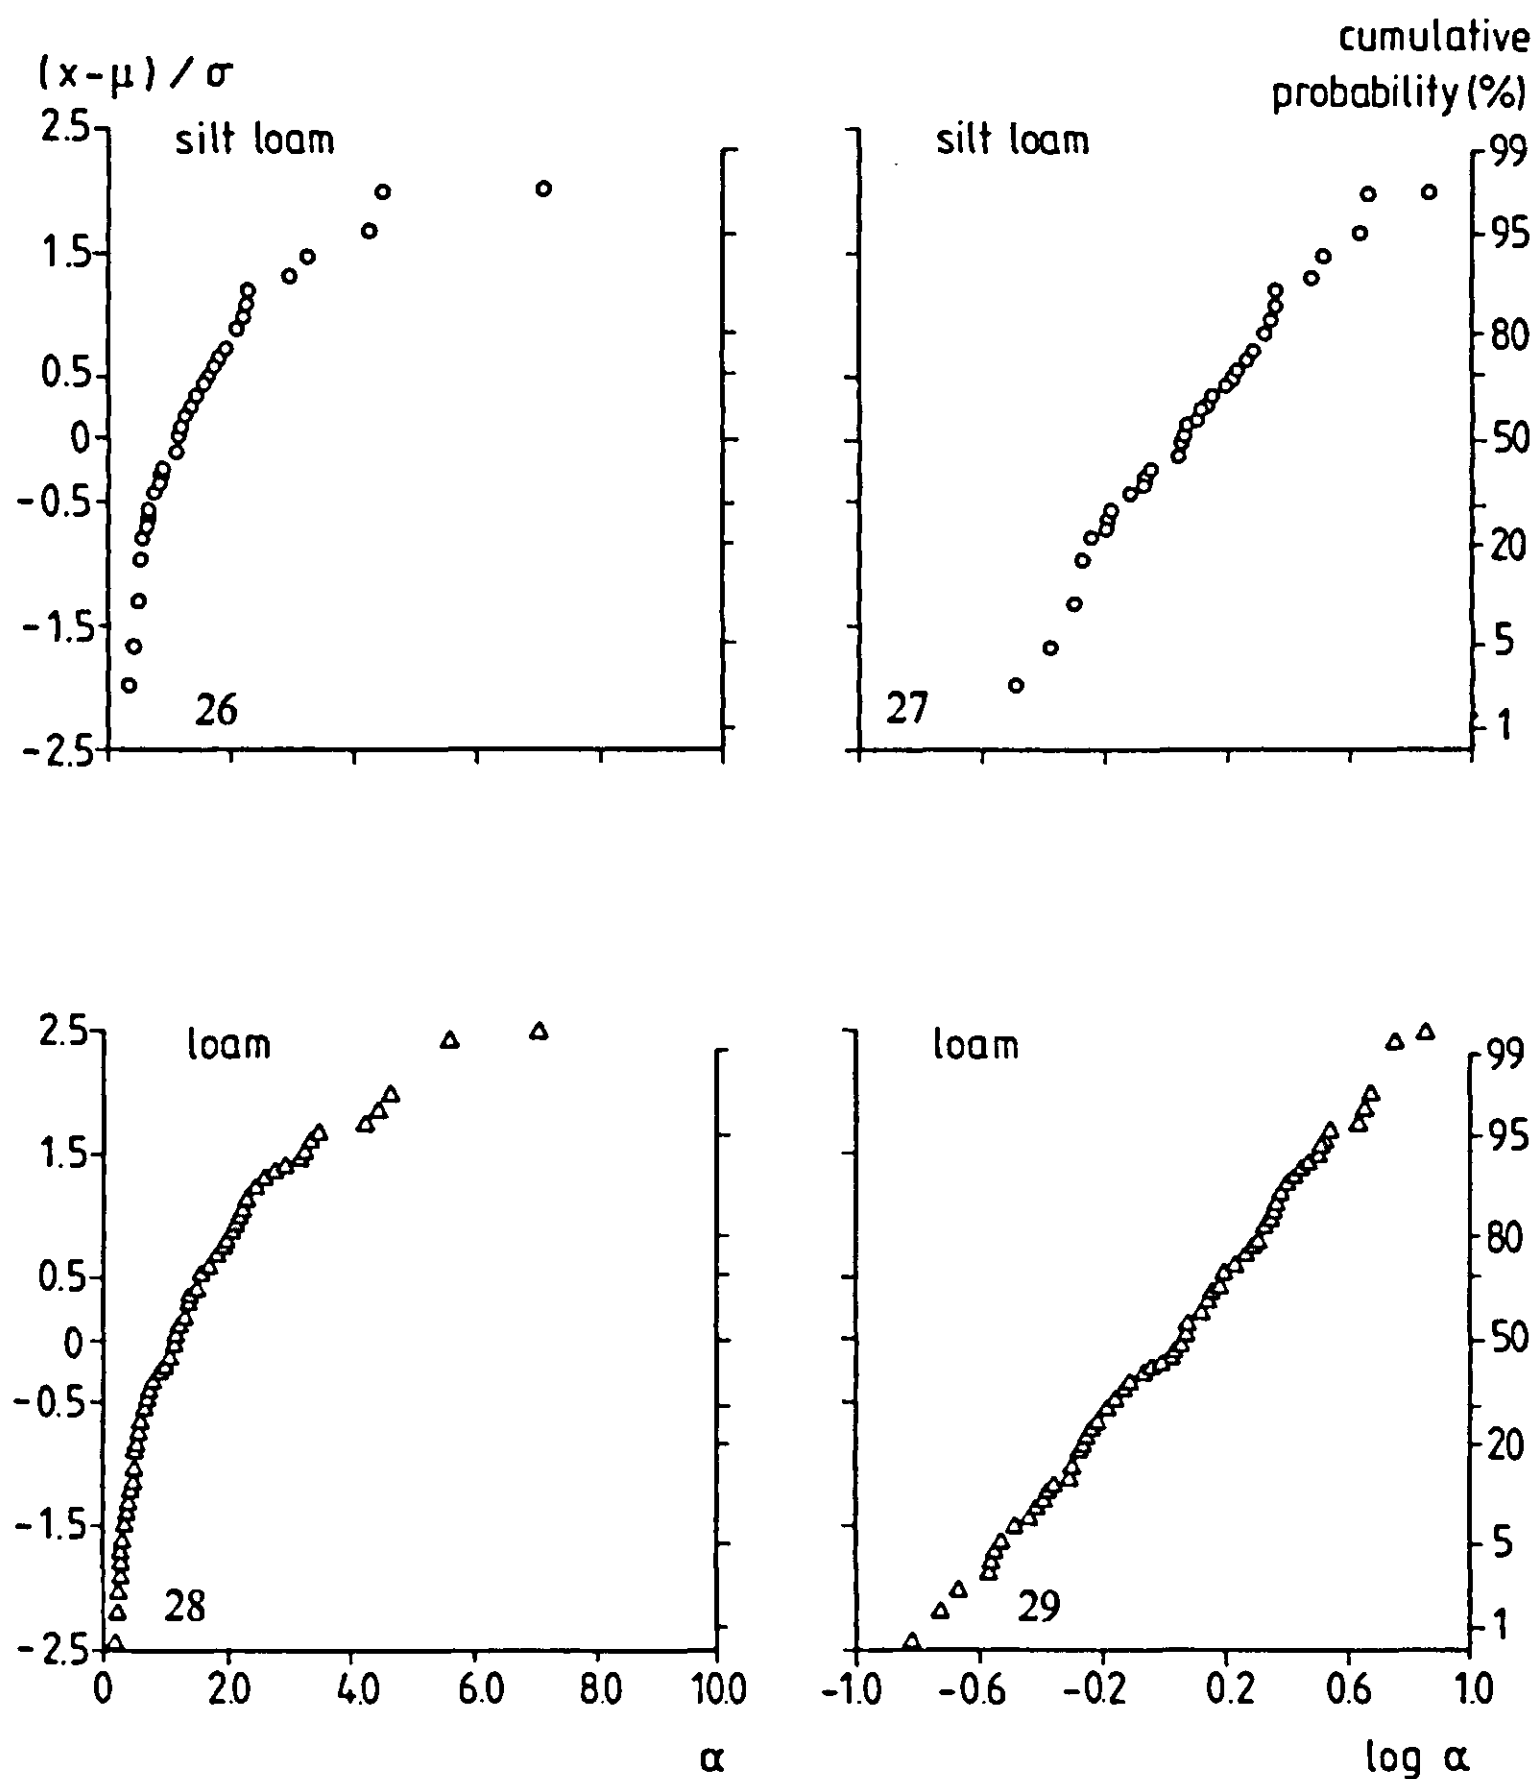 cumulative
(x-μ) / σ
probability (%)
2.5 silt loam silt loam 99
1.5 95
80
0.5
0 50
-0.5
20
-1.5 5
26 27 1
-2.5
2.5 loam loam 99
1.5 95
80
0.5
0 50
-0.5
20
-1.5 5
28 29 1
-2.5
0 2.0 4.0 6.0 8.0 10.0 -1.0 -0.6 -0.2 0.2 0.6 1.0
α log α